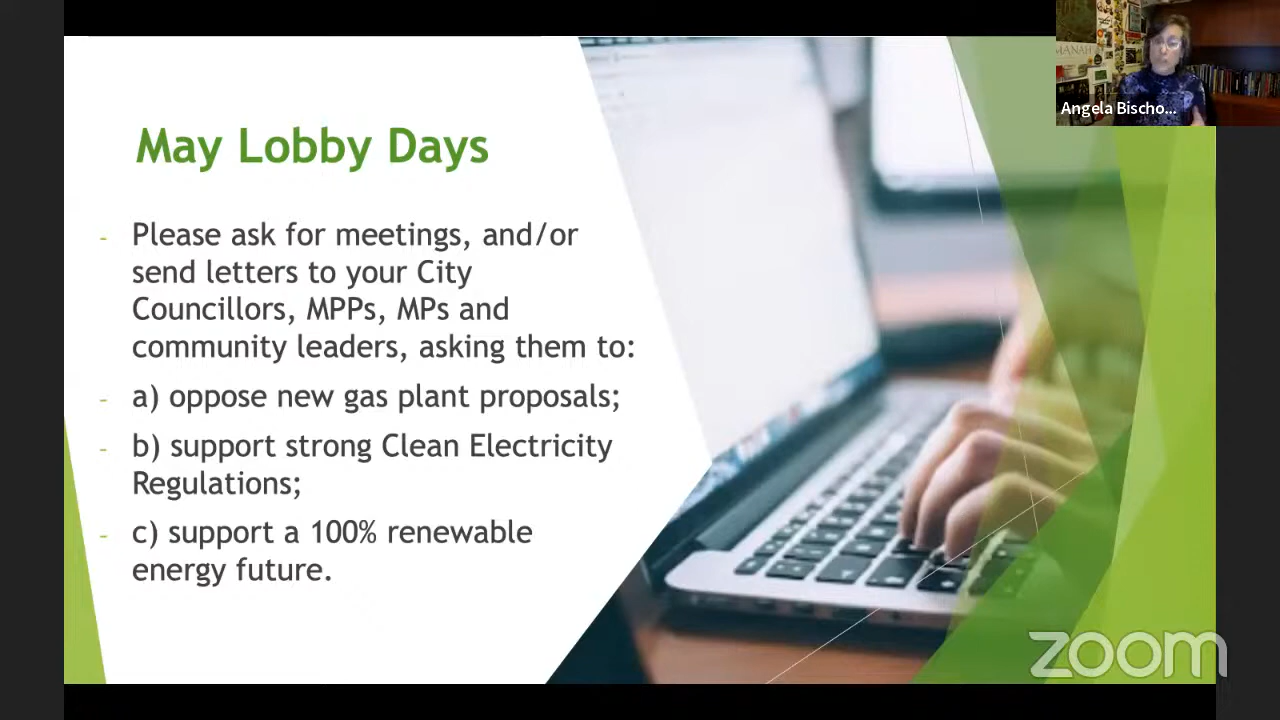 Angela Bischo...
May Lobby Days
- Please ask for meetings, and/or
send letters to your City
Councillors, MPPs, MPs and
community leaders, asking them to:
- a) oppose new gas plant proposals;
- b) support strong Clean Electricity
Regulations;
- c) support a 100% renewable
energy future.
zoom